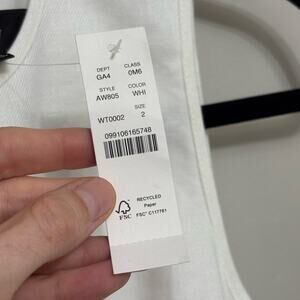 DEPT CLASS
GA4 0M6
STYLE COLOR
AW805 WHI
SIZE
WT0002 2
099106165748
RECYCLED
Paper
FSC
FSC® C117761